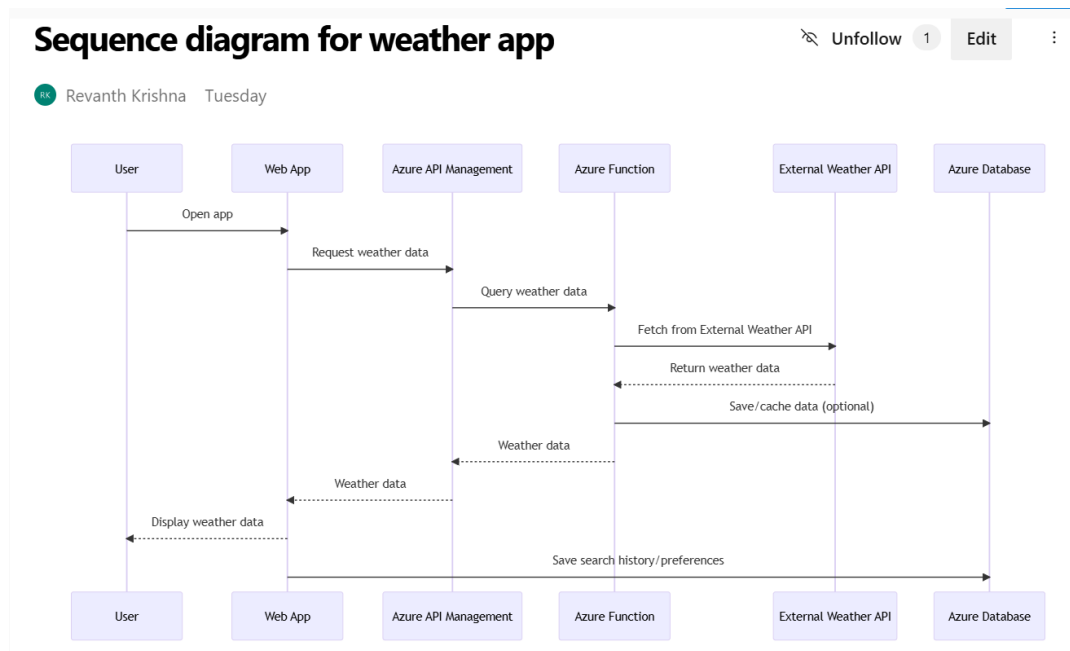 Sequence diagram for weather app
Unfollow 1 Edit
RK Revanth Krishna Tuesday
User Web App Azure API Management Azure Function External Weather API Azure Database
Open app
Request weather data
Query weather data
Fetch from External Weather API
Return weather data
Save/cache data (optional)
Weather data
Weather data
Display weather data
Save search history/preferences
User Web App Azure API Management Azure Function External Weather API Azure Database